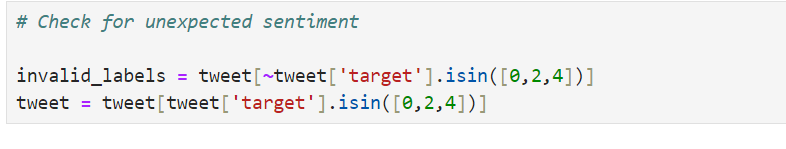 # Check for unexpected sentiment
invalid_labels = tweet[~tweet['target'].isin([0,2,4])]
tweet = tweet[tweet['target'].isin([0,2,4])]